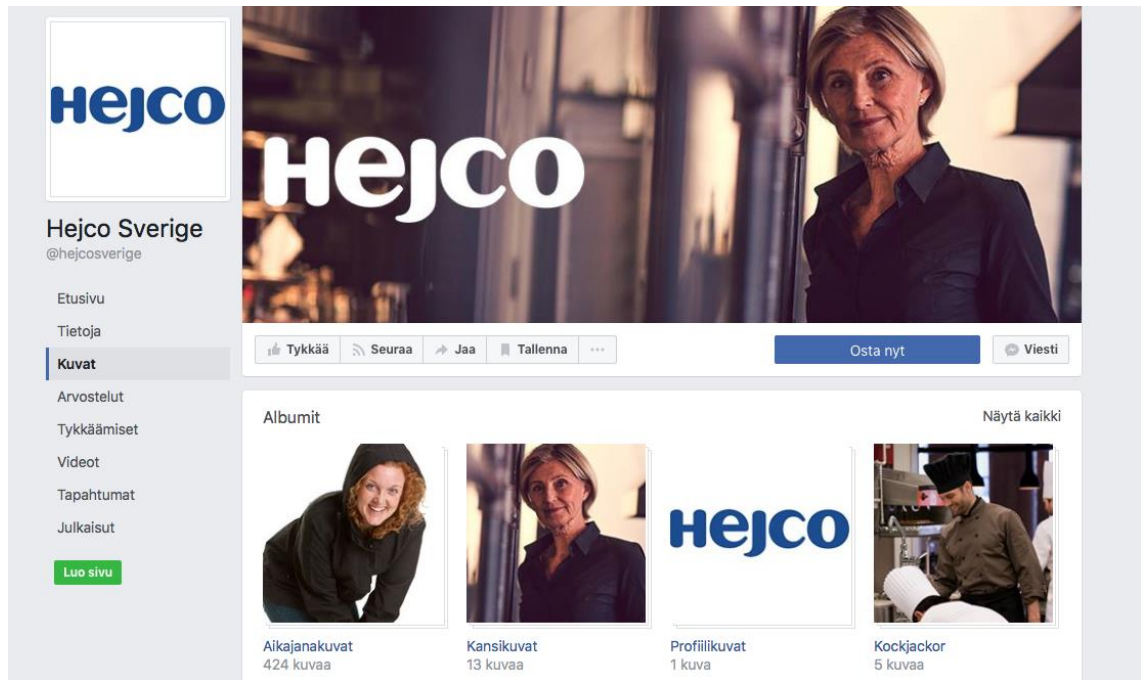 Hejco
Hejco
Hejco Sverige
@hejcosverige
Etusivu
Tietoja
Kuvat
Arvostelut
Tykkäämiset
Videot
Tapahtumat
Julkaisut
Luo sivu
Tykkää Seuraa Jaa Tallenna ...
Osta nyt Viesti
Albumit Näytä kaikki
Hejco
Aikajanakuvat
424 kuvaa
Kansikuvat
13 kuvaa
Profiilikuvat
1 kuva
Kockjackor
5 kuvaa